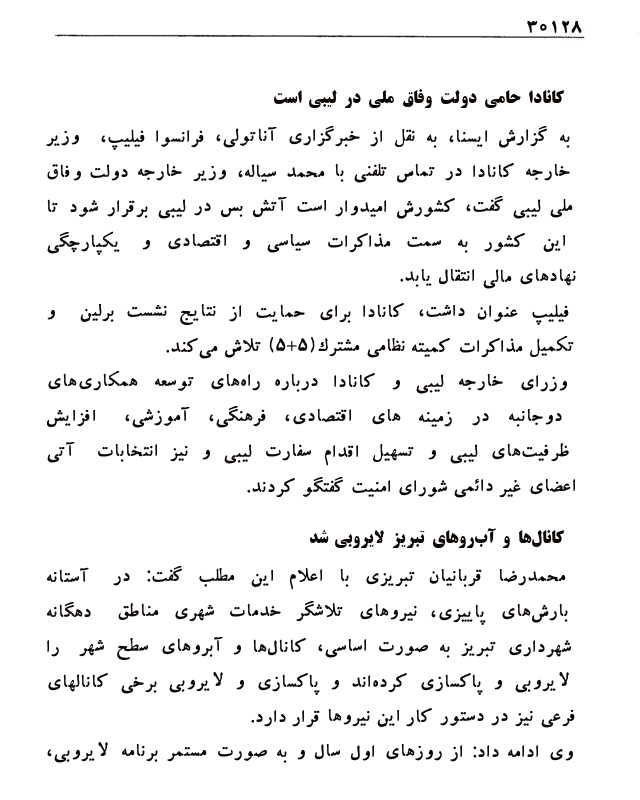 ۳۰۱۲۸
کانادا حامی دولت وفاق ملی در لیبی است
به گزارش ایسنا، به نقل از خبرگزاری آناتولی، فرانسوا فیلیپ، وزیر
خارجه کانادا در تماس تلفنی با محمد سیاله، وزیر خارجه دولت وفاق
ملی لیبی گفت، کشورش امیدوار است آتش بس در لیبی برقرار شود تا
این کشور به سمت مذاکرات سیاسی و اقتصادی و یکپارچگی
نهادهای مالی انتقال یابد.
فیلیپ عنوان داشت، کانادا برای حمایت از نتایج نشست برلین و
تکمیل مذاکرات کمیته نظامی مشترك(۵+۵) تلاش می‌کند.
وزرای خارجه لیبی و کانادا درباره راه‌های توسعه همکاری‌های
دوجانبه در زمینه های اقتصادی، فرهنگی، آموزشی، افزایش
ظرفیت‌های لیبی و تسهیل اقدام سفارت لیبی و نیز انتخابات آتی
اعضای غیر دائمی شورای امنیت گفتگو کردند.
کانال‌ها و آب‌روهای تبریز لایروبی شد
محمدرضا قربانیان تبریزی با اعلام این مطلب گفت: در آستانه
بارش‌های پاییزی، نیروهای تلاشگر خدمات شهری مناطق دهگانه
شهرداری تبریز به صورت اساسی، کانال‌ها و آبروهای سطح شهر را
لایروبی و پاکسازی کرده‌اند و پاکسازی و لایروبی برخی کانالهای
فرعی نیز در دستور کار این نیروها قرار دارد.
وی ادامه داد: از روزهای اول سال و به صورت مستمر برنامه لایروبی،